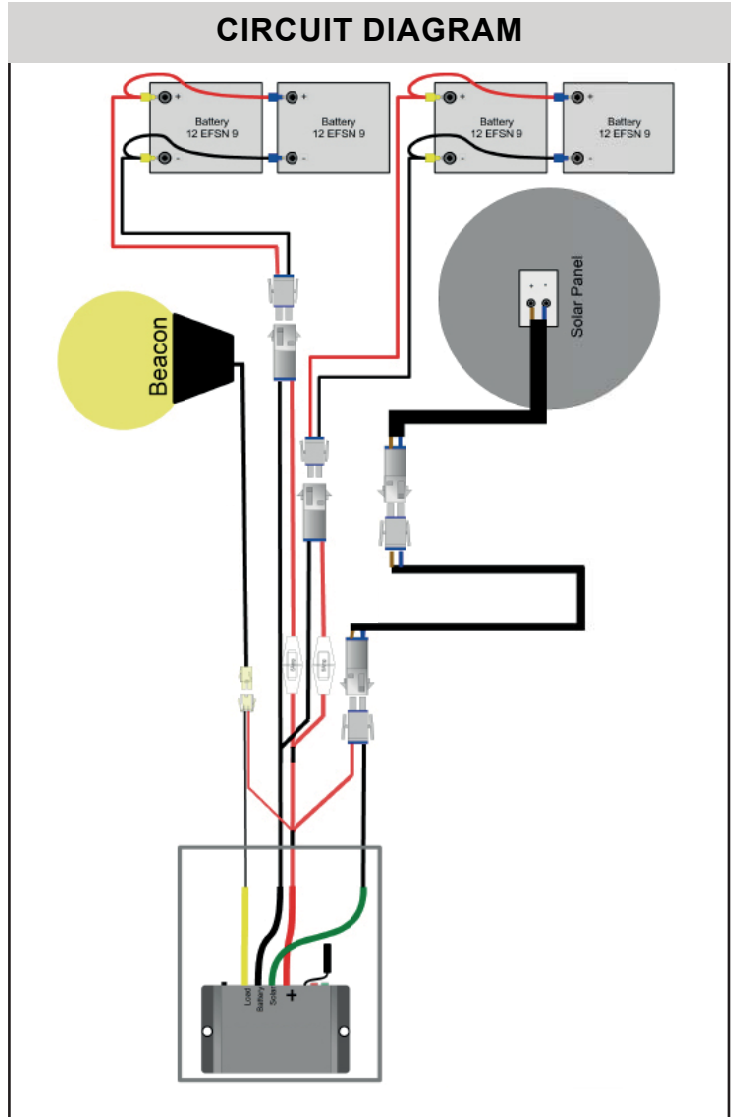 CIRCUIT DIAGRAM
+
Battery
12 EFSN 9
-
+
Battery
12 EFSN 9
-
+
Battery
12 EFSN 9
-
+
Battery
12 EFSN 9
-
Solar Panel
+ -
Beacon
Load
Battery
Solar
+